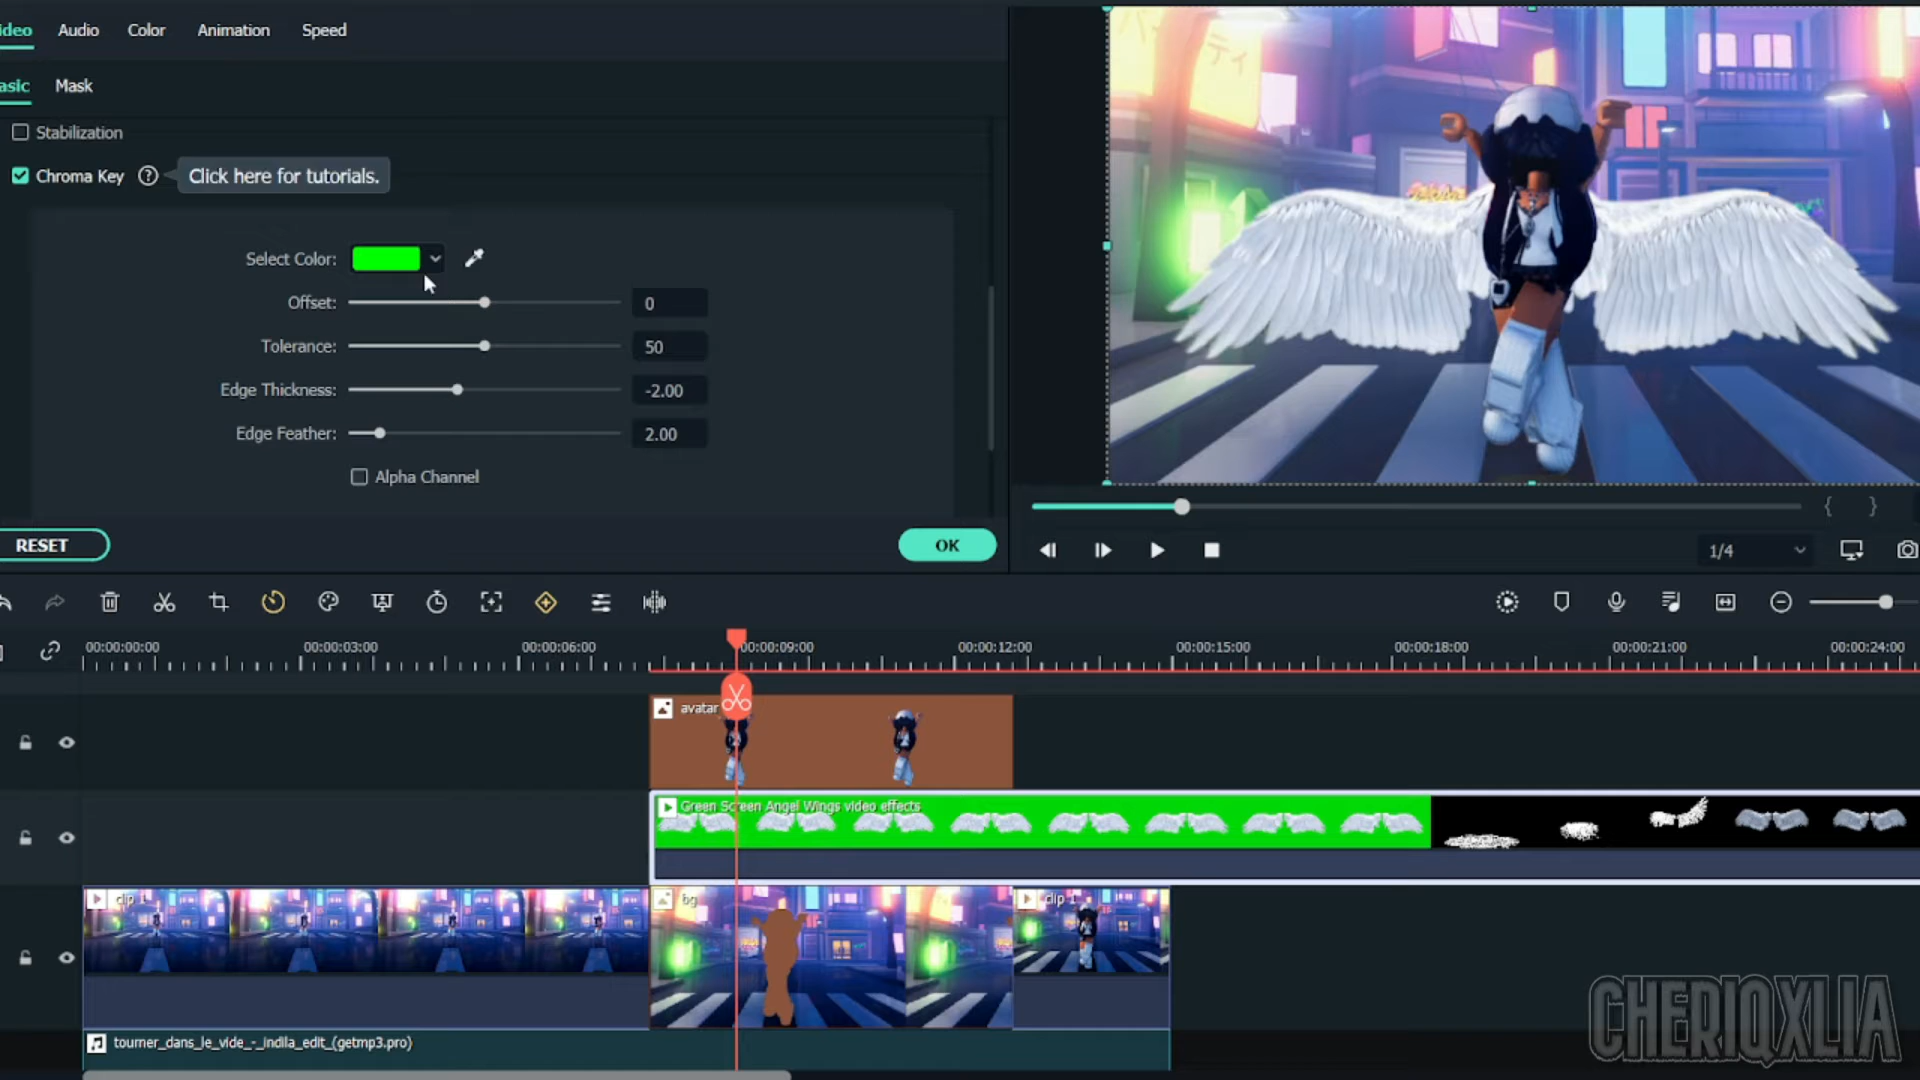 ideo Audio Color Animation Speed
asic Mask
Stabilization
Chroma Key ? Click here for tutorials.
Select Color:
Offset: 0
Tolerance: 50
Edge Thickness: -2.00
Edge Feather: 2.00
Alpha Channel
RESET OK
{ }
1/4
00:00:00:00 00:00:03:00 00:00:06:00 00:00:09:00 00:00:12:00 00:00:15:00 00:00:18:00 00:00:21:00 00:00:24:00
avatar
Green Screen Angel Wings video effects
clip 1 bg clip 1
tourner_dans_le_vide_-_indila_edit_(getmp3.pro)
CHERIQXLIA